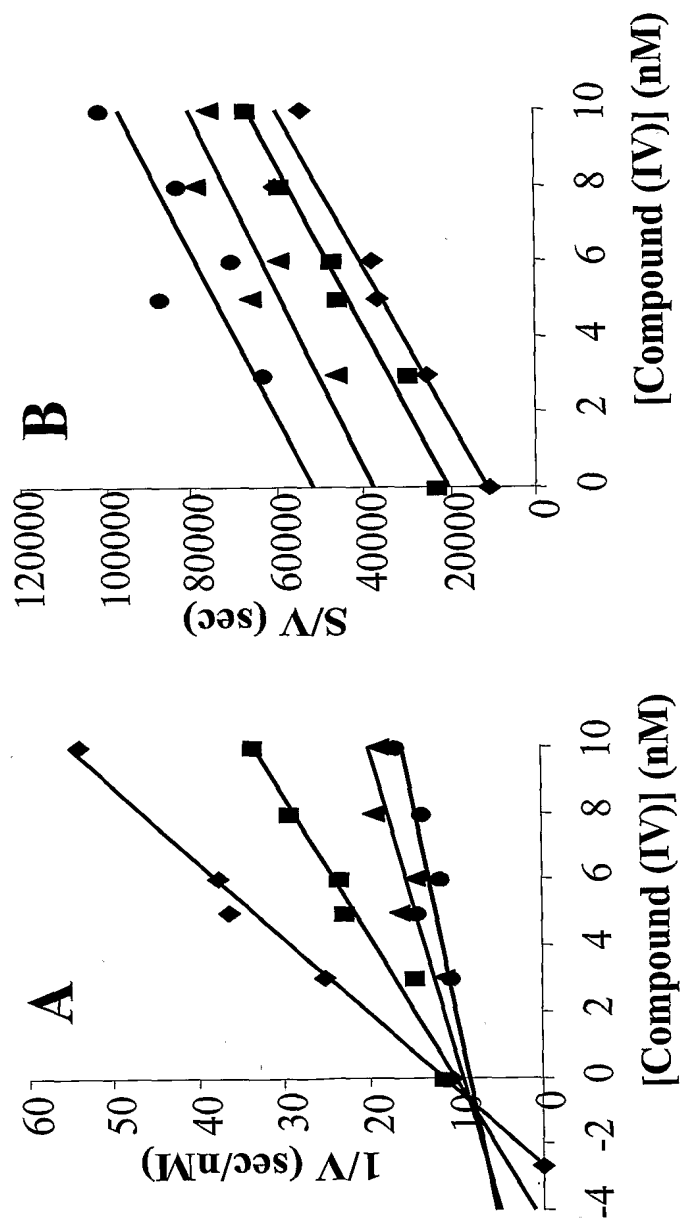 A
60
50
40
30
20
10
0
1/V (sec/nM)
-4 -2 0 2 4 6 8 10
[Compound (IV)] (nM)
B
120000
100000
80000
60000
40000
20000
0
S/V (sec)
0 2 4 6 8 10
[Compound (IV)] (nM)